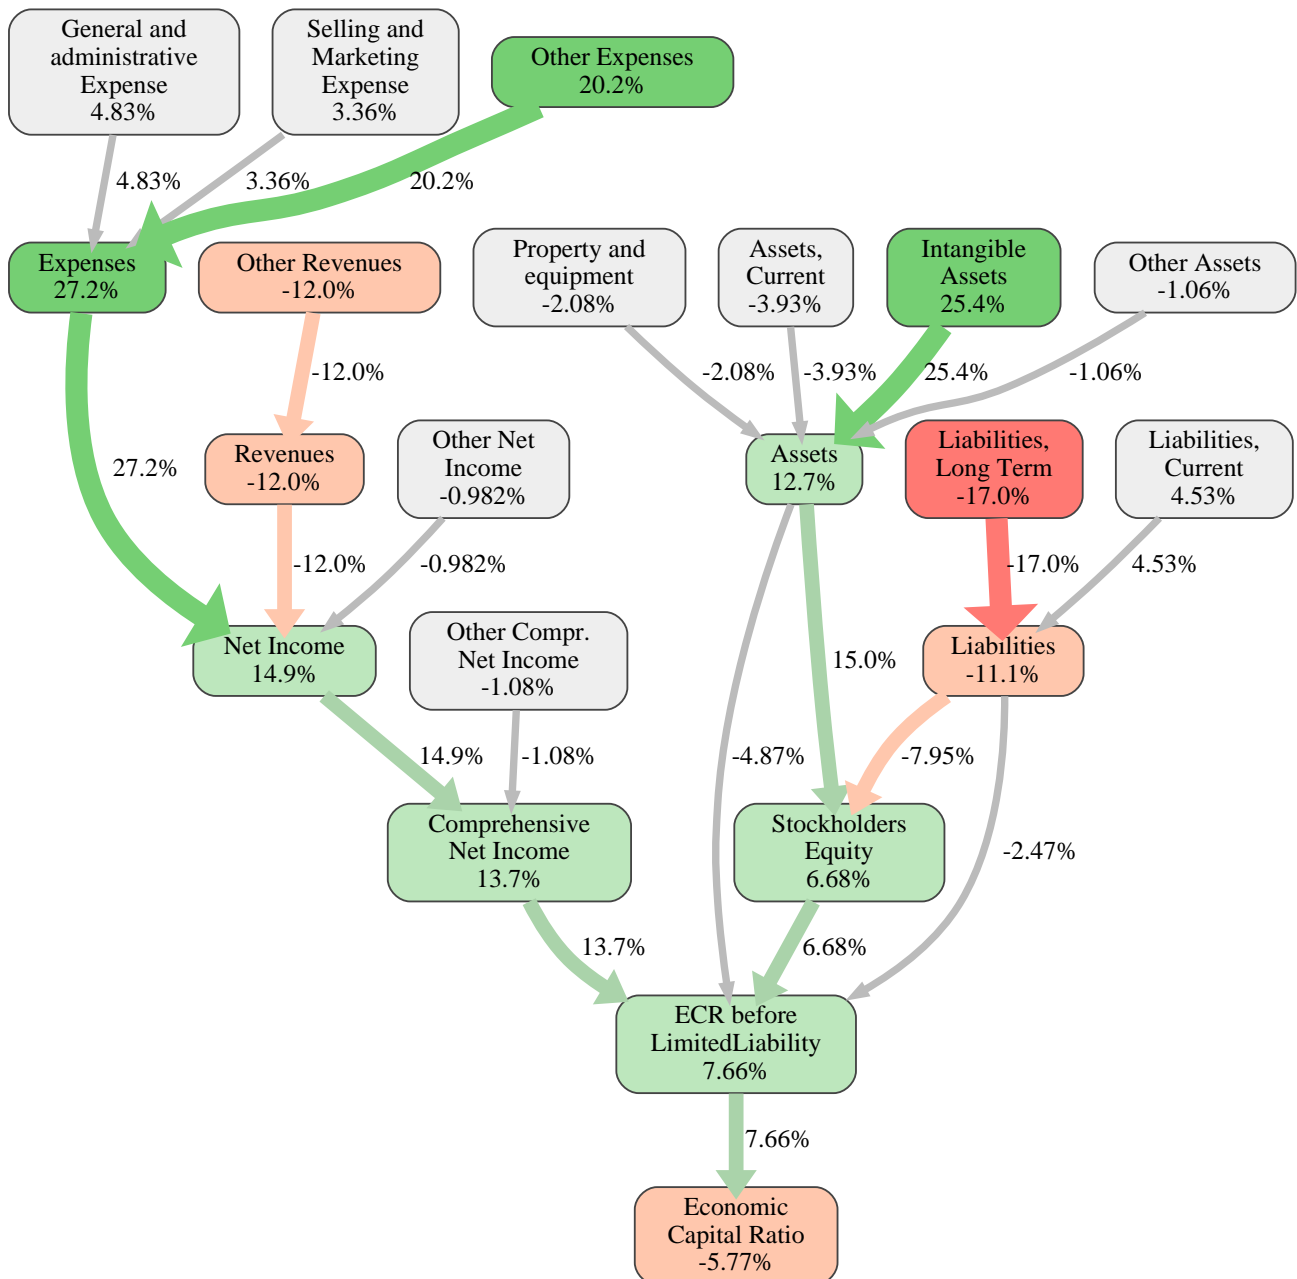 General and
administrative
Expense
4.83%
Selling and
Marketing
Expense
3.36%
Other Expenses
20.2%
4.83%
3.36%
20.2%
Expenses
27.2%
Other Revenues
-12.0%
Property and
equipment
-2.08%
Assets,
Current
-3.93%
Intangible
Assets
25.4%
Other Assets
-1.06%
-12.0%
-2.08%
-3.93%
25.4%
-1.06%
27.2%
Revenues
-12.0%
Other Net
Income
-0.982%
Assets
12.7%
Liabilities,
Long Term
-17.0%
Liabilities,
Current
4.53%
-12.0%
-0.982%
-17.0%
4.53%
Net Income
14.9%
Other Compr.
Net Income
-1.08%
15.0%
Liabilities
-11.1%
14.9%
-1.08%
-4.87%
-7.95%
Comprehensive
Net Income
13.7%
Stockholders
Equity
6.68%
-2.47%
13.7%
6.68%
ECR before
LimitedLiability
7.66%
7.66%
Economic
Capital Ratio
-5.77%